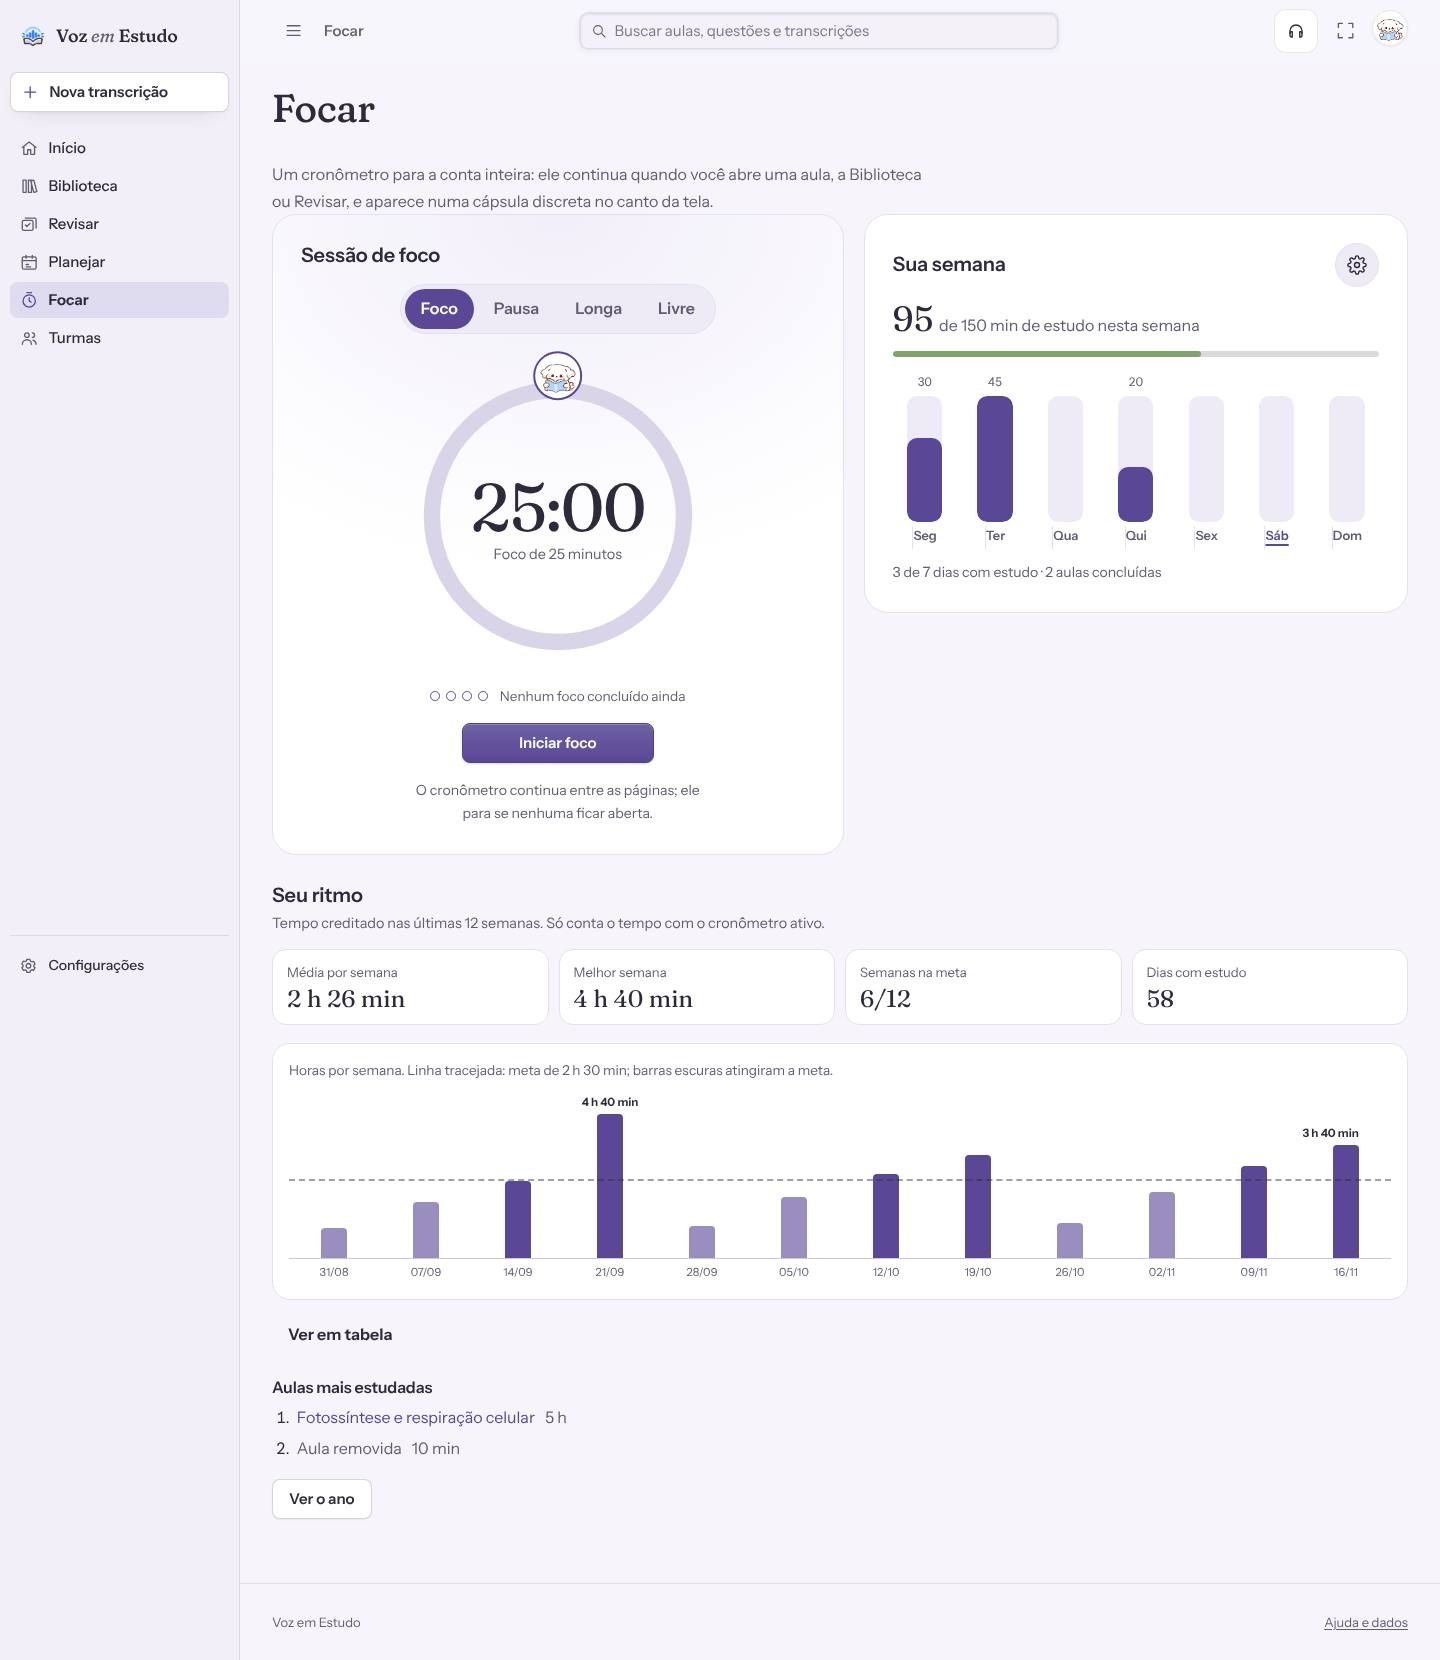 Voz em Estudo
Nova transcrição
Início
Biblioteca
Revisar
Planejar
Focar
Turmas
Configurações
Focar
Buscar aulas, questões e transcrições
Focar
Um cronômetro para a conta inteira: ele continua quando você abre uma aula, a Biblioteca
ou Revisar, e aparece numa cápsula discreta no canto da tela.
Sessão de foco
Foco Pausa Longa Livre
25:00
Foco de 25 minutos
Nenhum foco concluído ainda
Iniciar foco
O cronômetro continua entre as páginas; ele
para se nenhuma ficar aberta.
Sua semana
95 de 150 min de estudo nesta semana
30 45 20
Seg Ter Qua Qui Sex Sáb Dom
3 de 7 dias com estudo · 2 aulas concluídas
Seu ritmo
Tempo creditado nas últimas 12 semanas. Só conta o tempo com o cronômetro ativo.
Média por semana
2 h 26 min
Melhor semana
4 h 40 min
Semanas na meta
6/12
Dias com estudo
58
Horas por semana. Linha tracejada: meta de 2 h 30 min; barras escuras atingiram a meta.
4 h 40 min
3 h 40 min
31/08 07/09 14/09 21/09 28/09 05/10 12/10 19/10 26/10 02/11 09/11 16/11
Ver em tabela
Aulas mais estudadas
1. Fotossíntese e respiração celular 5 h
2. Aula removida 10 min
Ver o ano
Voz em Estudo
Ajuda e dados